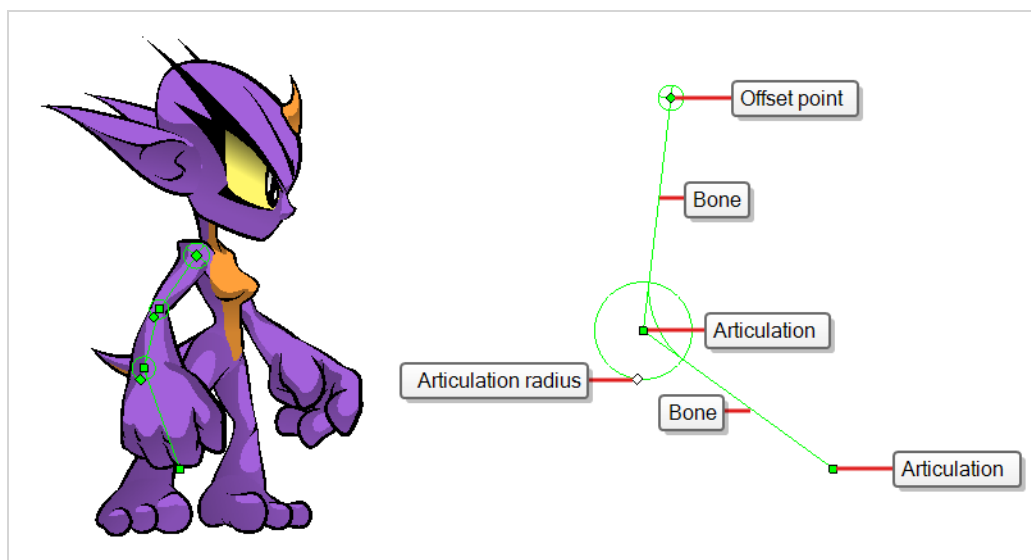 Offset point
Bone
Articulation
Articulation radius
Bone
Articulation